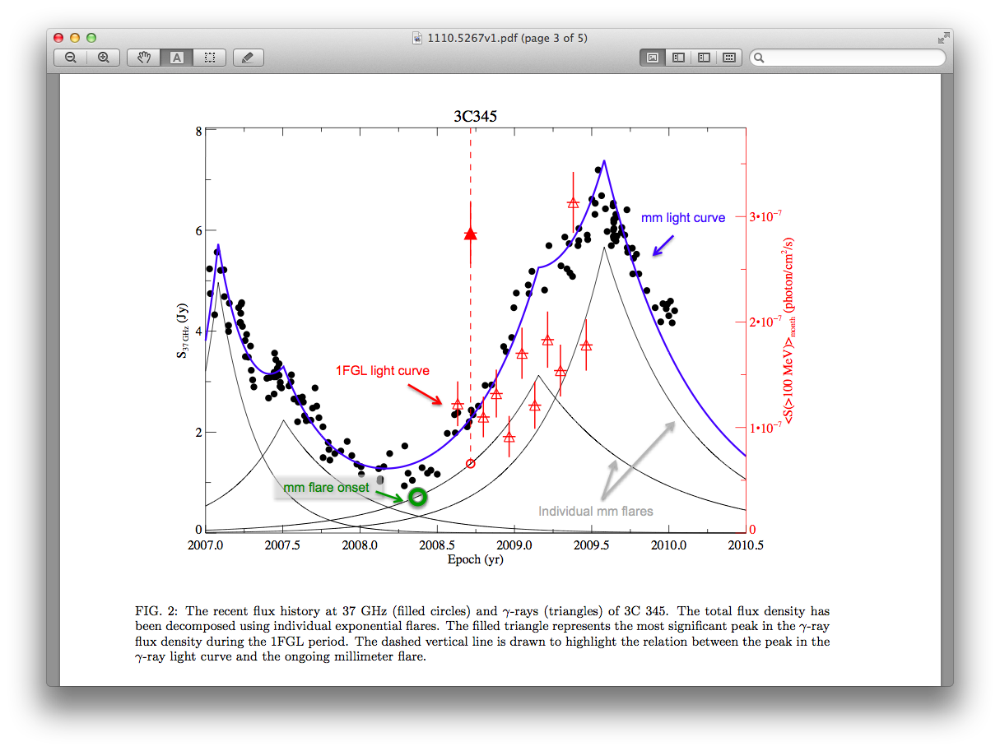 1110.5267v1.pdf (page 3 of 5)
A
3C345
8
6
4
2
0
S37 GHz (Jy)
3•10⁻⁷
2•10⁻⁷
1•10⁻⁷
0
<S(>100 MeV)>month (photon/cm²/s)
mm light curve
1FGL light curve
mm flare onset
Individual mm flares
2007.0 2007.5 2008.0 2008.5 2009.0 2009.5 2010.0 2010.5
Epoch (yr)
FIG. 2: The recent flux history at 37 GHz (filled circles) and γ-rays (triangles) of 3C 345. The total flux density has
been decomposed using individual exponential flares. The filled triangle represents the most significant peak in the γ-ray
flux density during the 1FGL period. The dashed vertical line is drawn to highlight the relation between the peak in the
γ-ray light curve and the ongoing millimeter flare.